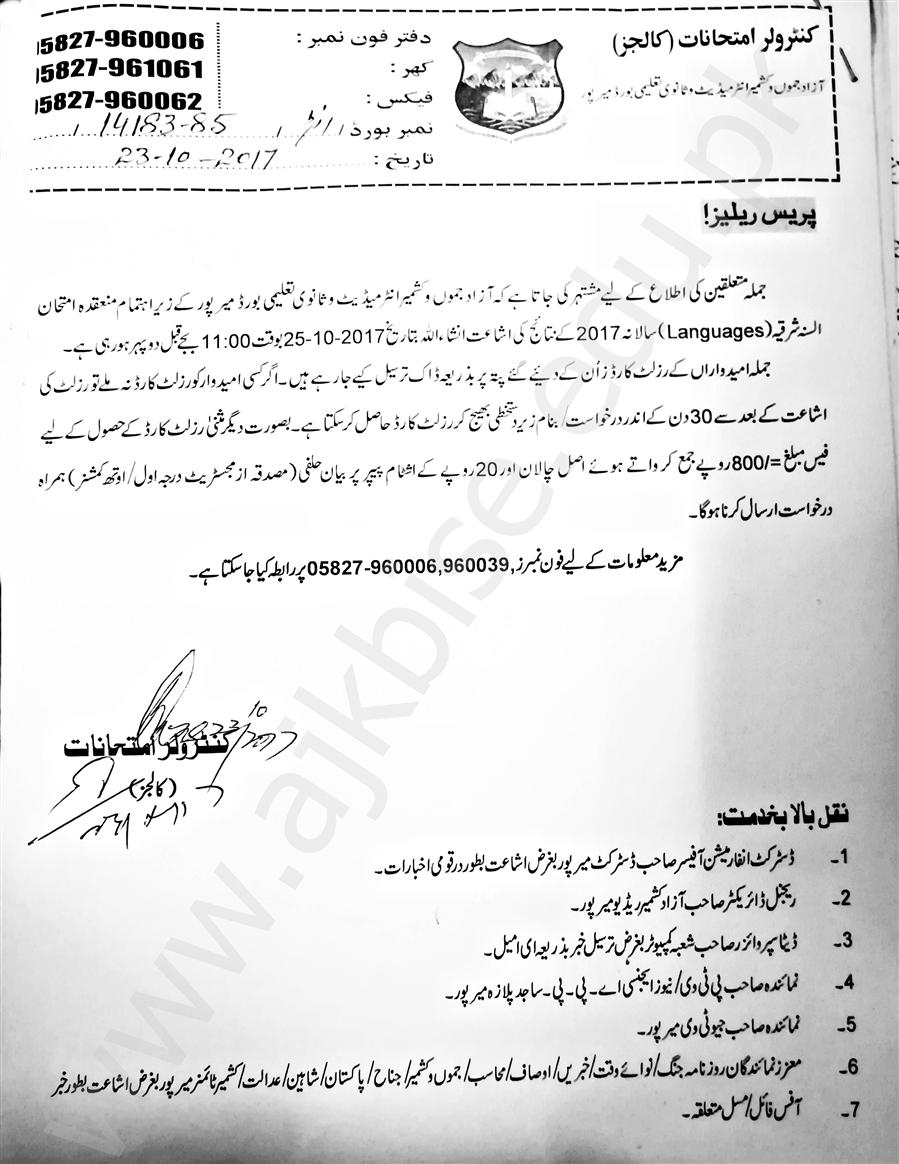 کنٹرولر امتحانات (کالجز)
آزاد جموں و کشمیر انٹرمیڈیٹ و ثانوی تعلیمی بورڈ میرپور
دفتر فون نمبر : 05827-960006
گھر : 05827-961061
فیکس : 05827-960062
نمبر بورڈ / 14183-85
تاریخ : 23-10-2017
پریس ریلیز!
جملہ متعلقین کی اطلاع کے لیے مشتہر کی جاتا ہے کہ آزاد جموں و کشمیر انٹرمیڈیٹ و ثانوی تعلیمی بورڈ میرپور کے زیر اہتمام منعقدہ امتحان
السنہ شرقیہ (Languages) سالانہ 2017 کے نتائج کی اشاعت انشاء اللہ بتاریخ 25-10-2017 بوقت 11:00 بجے قبل دوپہر ہو رہی ہے۔
جملہ امیدواراں کے رزلٹ کارڈز اُن کے دیئے گئے پتہ پر بذریعہ ڈاک ترسیل کیے جا رہے ہیں۔ اگر کسی امیدوار کو رزلٹ کارڈ نہ ملے تو رزلٹ کی
اشاعت کے بعد سے 30 دن کے اندر درخواست / بنام زیر دستخطی بھیج کر رزلٹ کارڈ حاصل کر سکتا ہے۔ بصورت دیگر مثنیٰ رزلٹ کارڈ کے حصول کے لیے
فیس مبلغ =/800 روپے جمع کرواتے ہوئے اصل چالان اور 20 روپے کے اشٹام پیپر پر بیان حلفی (مصدقہ از مجسٹریٹ درجہ اول / اوتھ کمشنر) ہمراہ
درخواست ارسال کرنا ہوگا۔
مزید معلومات کے لیے فون نمبرز, 05827-960006,960039 پر رابطہ کیا جا سکتا ہے۔
کنٹرولر امتحانات
(کالجز)
نقل بالا بخدمت:
1۔ ڈسٹرکٹ انفارمیشن آفیسر صاحب ڈسٹرکٹ میرپور بغرض اشاعت بطور در قومی اخبارات۔
2۔ ریجنل ڈائریکٹر صاحب آزاد کشمیر ریڈیو میرپور۔
3۔ ڈیٹا سپروائزر صاحب شعبہ کمپیوٹر بغرض ترسیل خبر بذریعہ ای امیل۔
4۔ نمائندہ صاحب پی ٹی وی / نیوز ایجنسی اے۔ پی۔ پی۔ ساجد پلازہ میرپور۔
5۔ نمائندہ صاحب جیو ٹی وی میرپور۔
6۔ معزز نمائندگان روزنامہ جنگ / نوائے وقت / خبریں / اوصاف / محاسب / جموں و کشمیر / جناح / پاکستان / شاہین / عدالت / کشمیر ٹائمنر میرپور بغرض اشاعت بطور خبر
7۔ آفس فائل / مسل متعلقہ۔
www.ajkbise.edu.pk